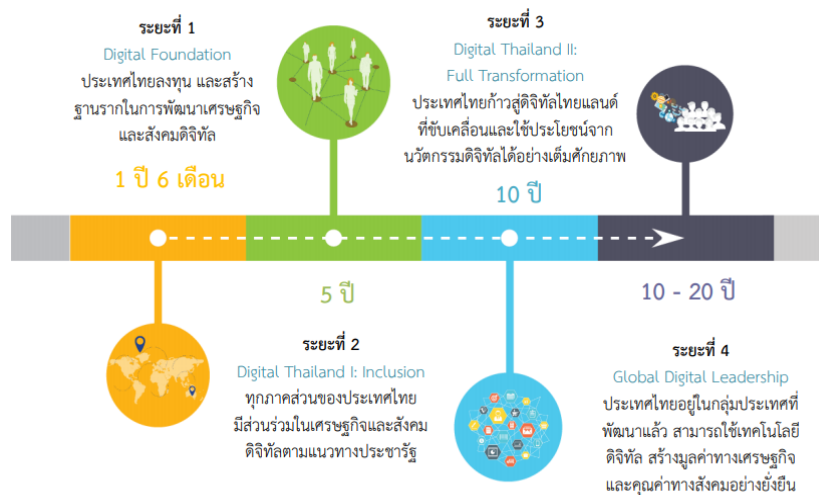 ระยะที่ 1
Digital Foundation
ประเทศไทยลงทุน และสร้าง
ฐานรากในการพัฒนาเศรษฐกิจ
และสังคมดิจิทัล
1 ปี 6 เดือน
ระยะที่ 2
Digital Thailand I: Inclusion
ทุกภาคส่วนของประเทศไทย
มีส่วนร่วมในเศรษฐกิจและสังคม
ดิจิทัลตามแนวทางประชารัฐ
5 ปี
ระยะที่ 3
Digital Thailand II:
Full Transformation
ประเทศไทยก้าวสู่ดิจิทัลไทยแลนด์
ที่ขับเคลื่อนและใช้ประโยชน์จาก
นวัตกรรมดิจิทัลได้อย่างเต็มศักยภาพ
10 ปี
10 - 20 ปี
ระยะที่ 4
Global Digital Leadership
ประเทศไทยอยู่ในกลุ่มประเทศที่
พัฒนาแล้ว สามารถใช้เทคโนโลยี
ดิจิทัล สร้างมูลค่าทางเศรษฐกิจ
และคุณค่าทางสังคมอย่างยั่งยืน